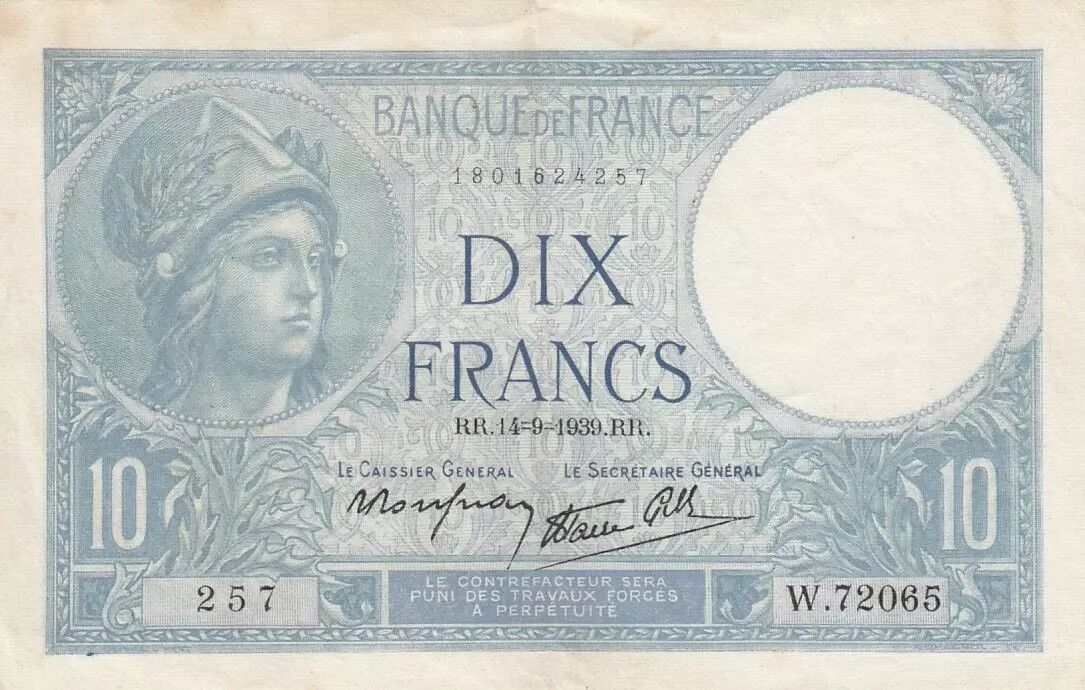 BANQUE DE FRANCE
1801624257
DIX
FRANCS
RR.14=9=1939.RR.
LE CAISSIER GENERAL LE SECRÉTAIRE GÉNÉRAL
10 10
257 LE CONTREFACTEUR SERA W.72065
PUNI DES TRAVAUX FORCÉS
A PERPÉTUITÉ